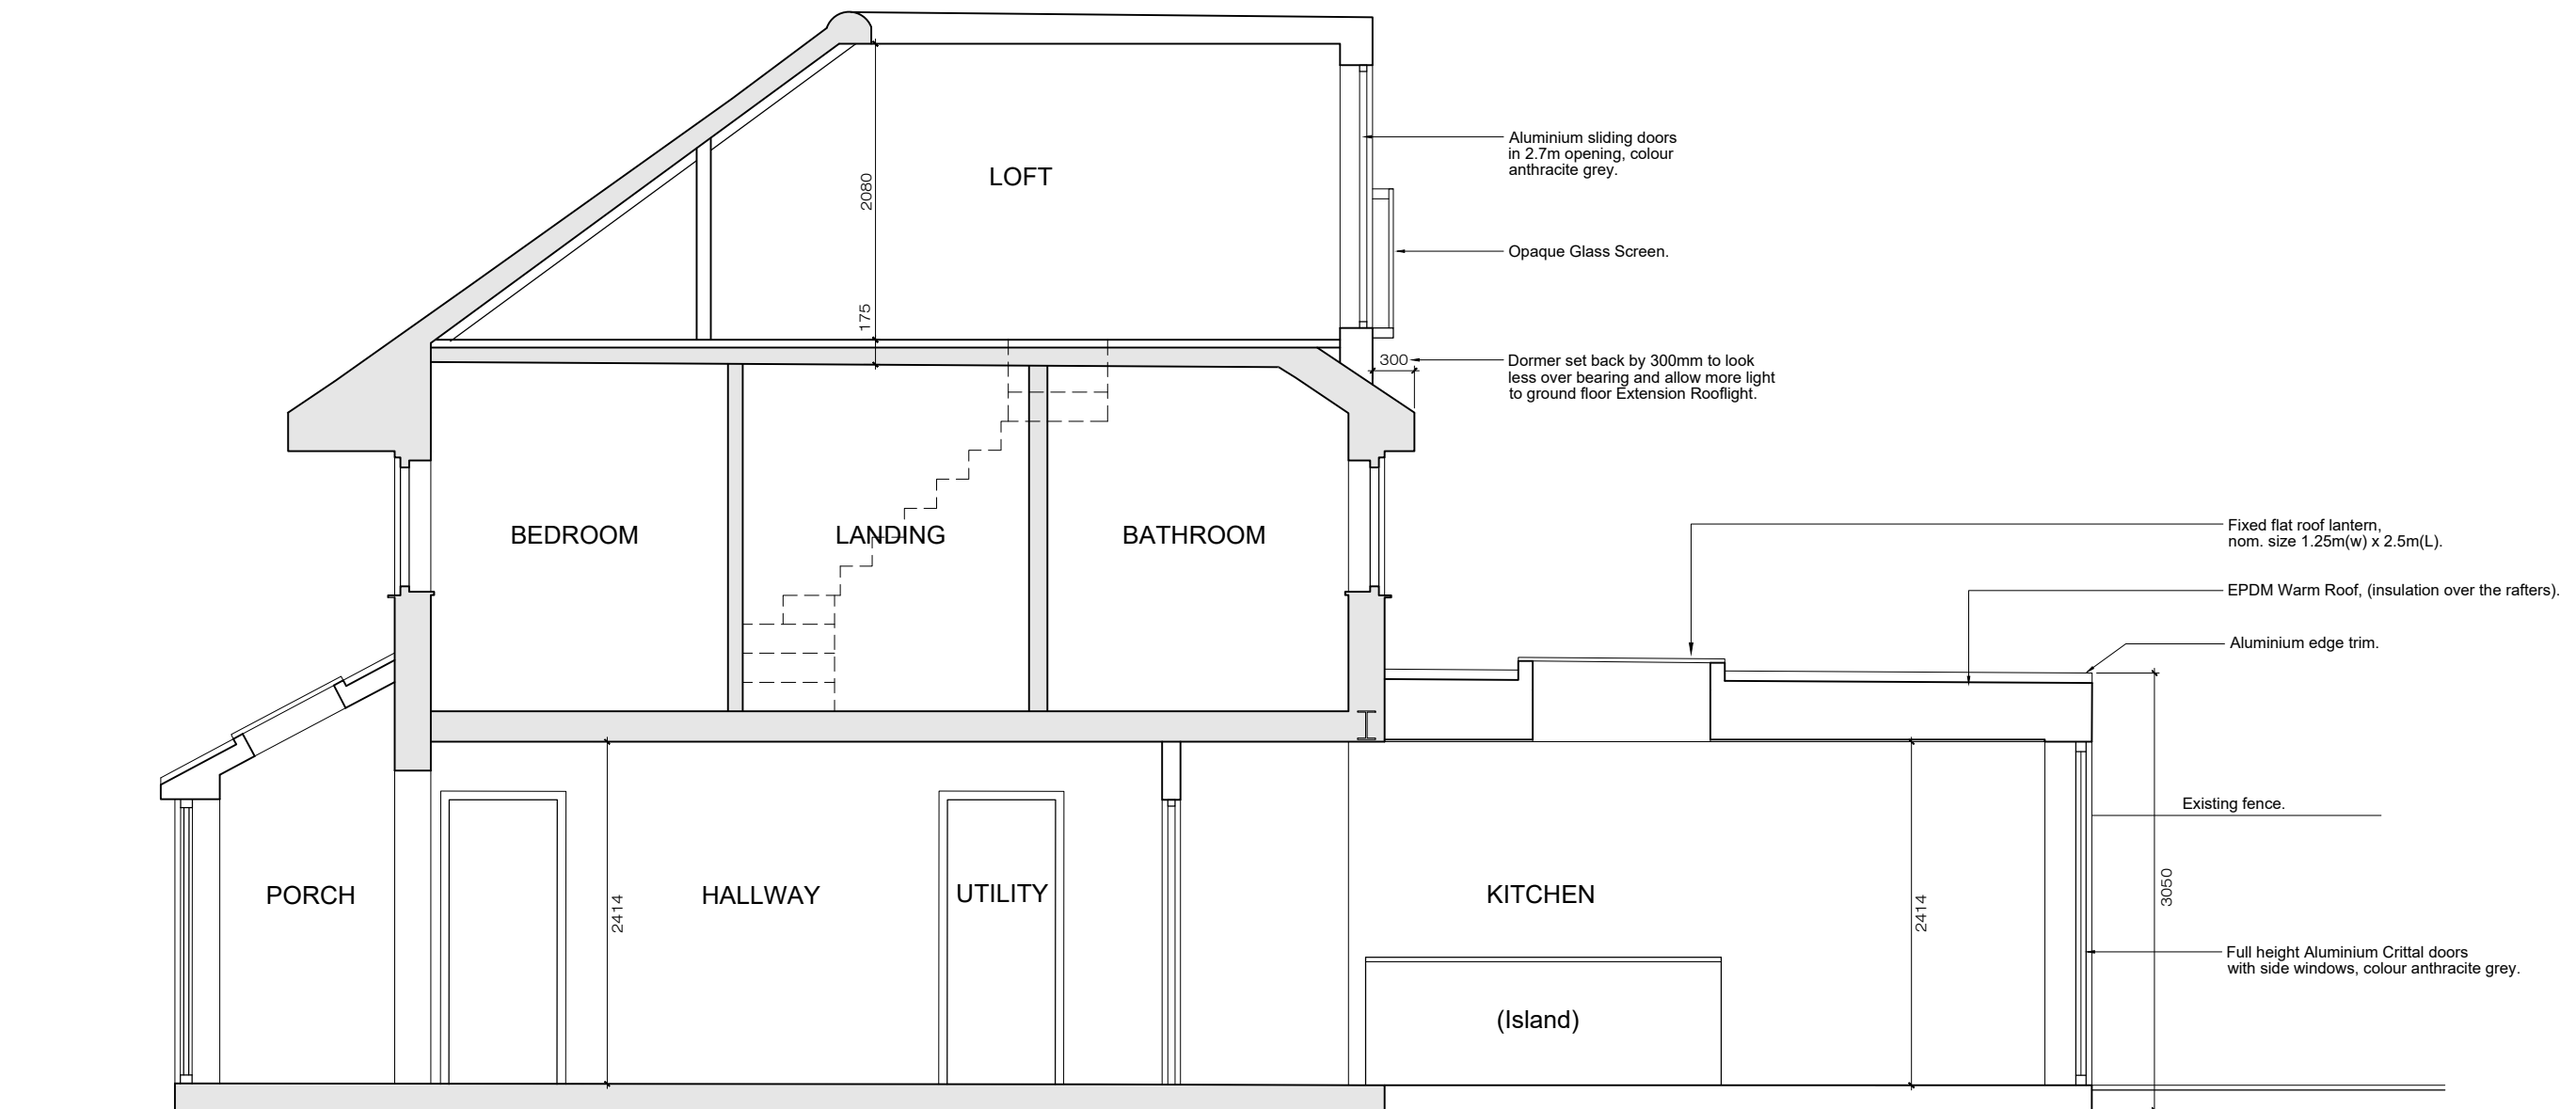 Aluminium sliding doors
in 2.7m opening, colour
anthracite grey.
LOFT
2080
Opaque Glass Screen.
175
300
Dormer set back by 300mm to look
less over bearing and allow more light
to ground floor Extension Rooflight.
BEDROOM
LANDING
BATHROOM
Fixed flat roof lantern,
nom. size 1.25m(w) x 2.5m(L).
EPDM Warm Roof, (insulation over the rafters).
Aluminium edge trim.
Existing fence.
PORCH
2414
HALLWAY
UTILITY
KITCHEN
2414
3050
Full height Aluminium Crittal doors
with side windows, colour anthracite grey.
(Island)